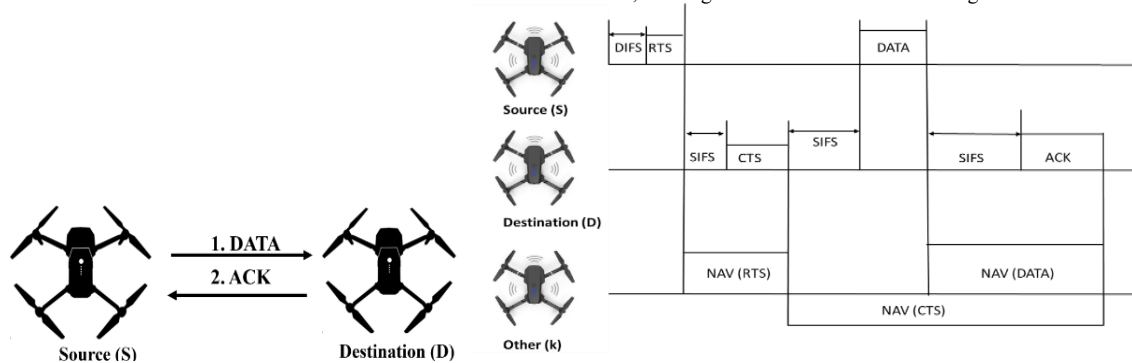 1. DATA
2. ACK
Source (S)
Destination (D)
Source (S)
Destination (D)
Other (k)
DIFS RTS
DATA
SIFS
CTS
SIFS
SIFS
ACK
NAV (RTS)
NAV (DATA)
NAV (CTS)